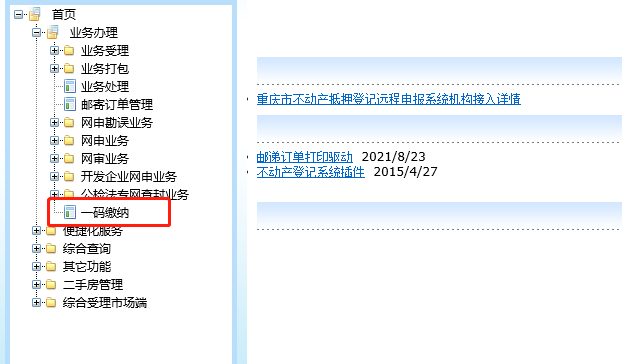 首页
业务办理
业务受理
业务打包
业务处理
邮寄订单管理
网申勘误业务
网申业务
网审业务
开发企业网申业务
公检法专网查封业务
一码缴纳
便捷化服务
综合查询
其它功能
二手房管理
综合受理市场端
重庆市不动产抵押登记远程申报系统机构接入详情
邮递订单打印驱动 2021/8/23
不动产登记系统插件 2015/4/27